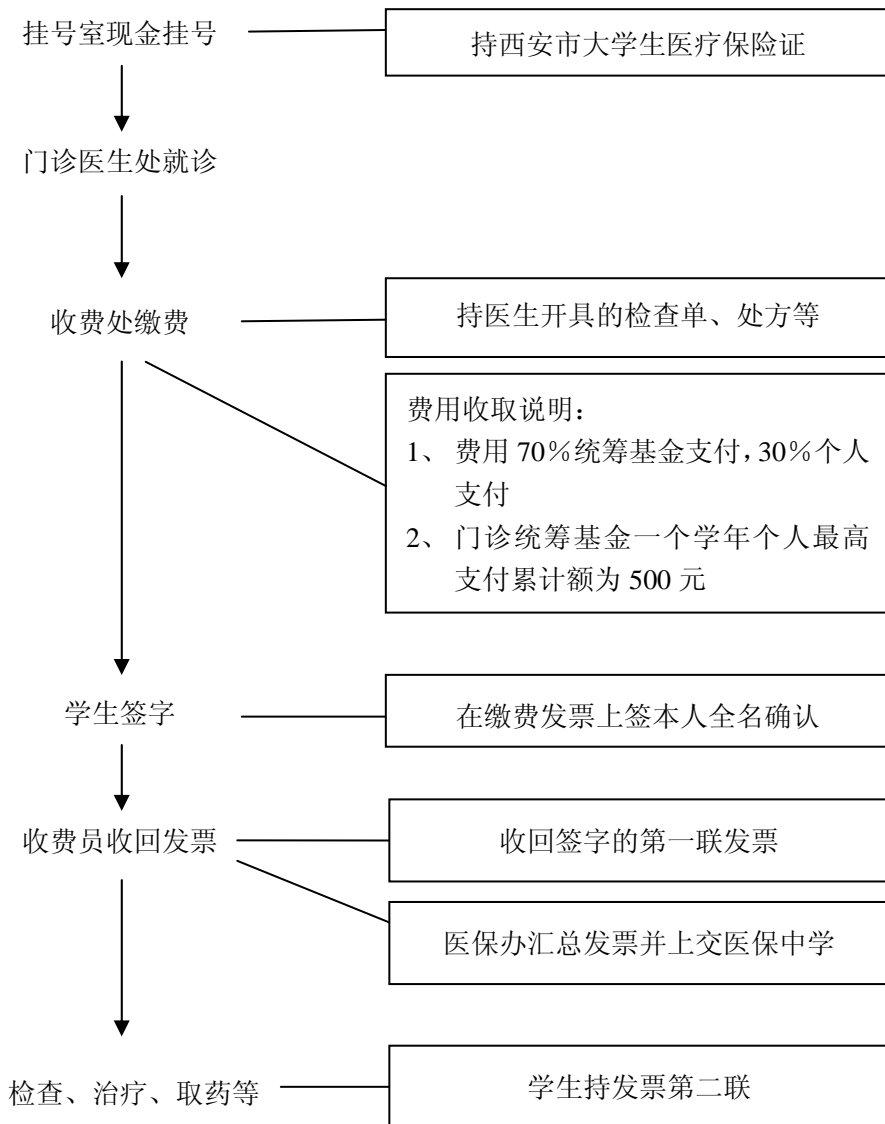 挂号室现金挂号
持西安市大学生医疗保险证
门诊医生处就诊
收费处缴费
持医生开具的检查单、处方等
费用收取说明：
1、 费用 70%统筹基金支付，30%个人
支付
2、 门诊统筹基金一个学年个人最高
支付累计额为 500 元
学生签字
在缴费发票上签本人全名确认
收费员收回发票
收回签字的第一联发票
医保办汇总发票并上交医保中学
检查、治疗、取药等
学生持发票第二联